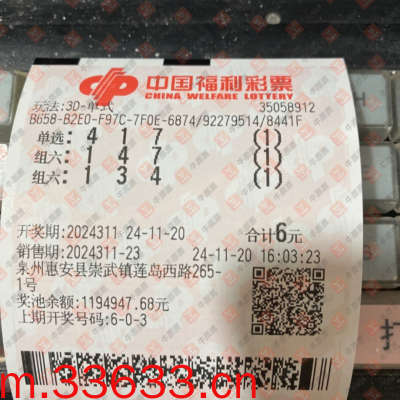 中国福利彩票
CHINA WELFARE LOTTERY
玩法:3D-单式 35058912
B658-B2E0-F97C-7F0E-6874/92279514/8441F
单选: 4 1 7 (1)
组六: 1 4 7 (1)
组六: 1 3 4 (1)
开奖期:2024311 24-11-20 合计6元
销售期:2024311-23 24-11-20 16:03:23
泉州惠安县崇武镇莲岛西路265-
1号
奖池余额:1194947.68元
上期开奖号码:6-0-3
m.33633.cn
打